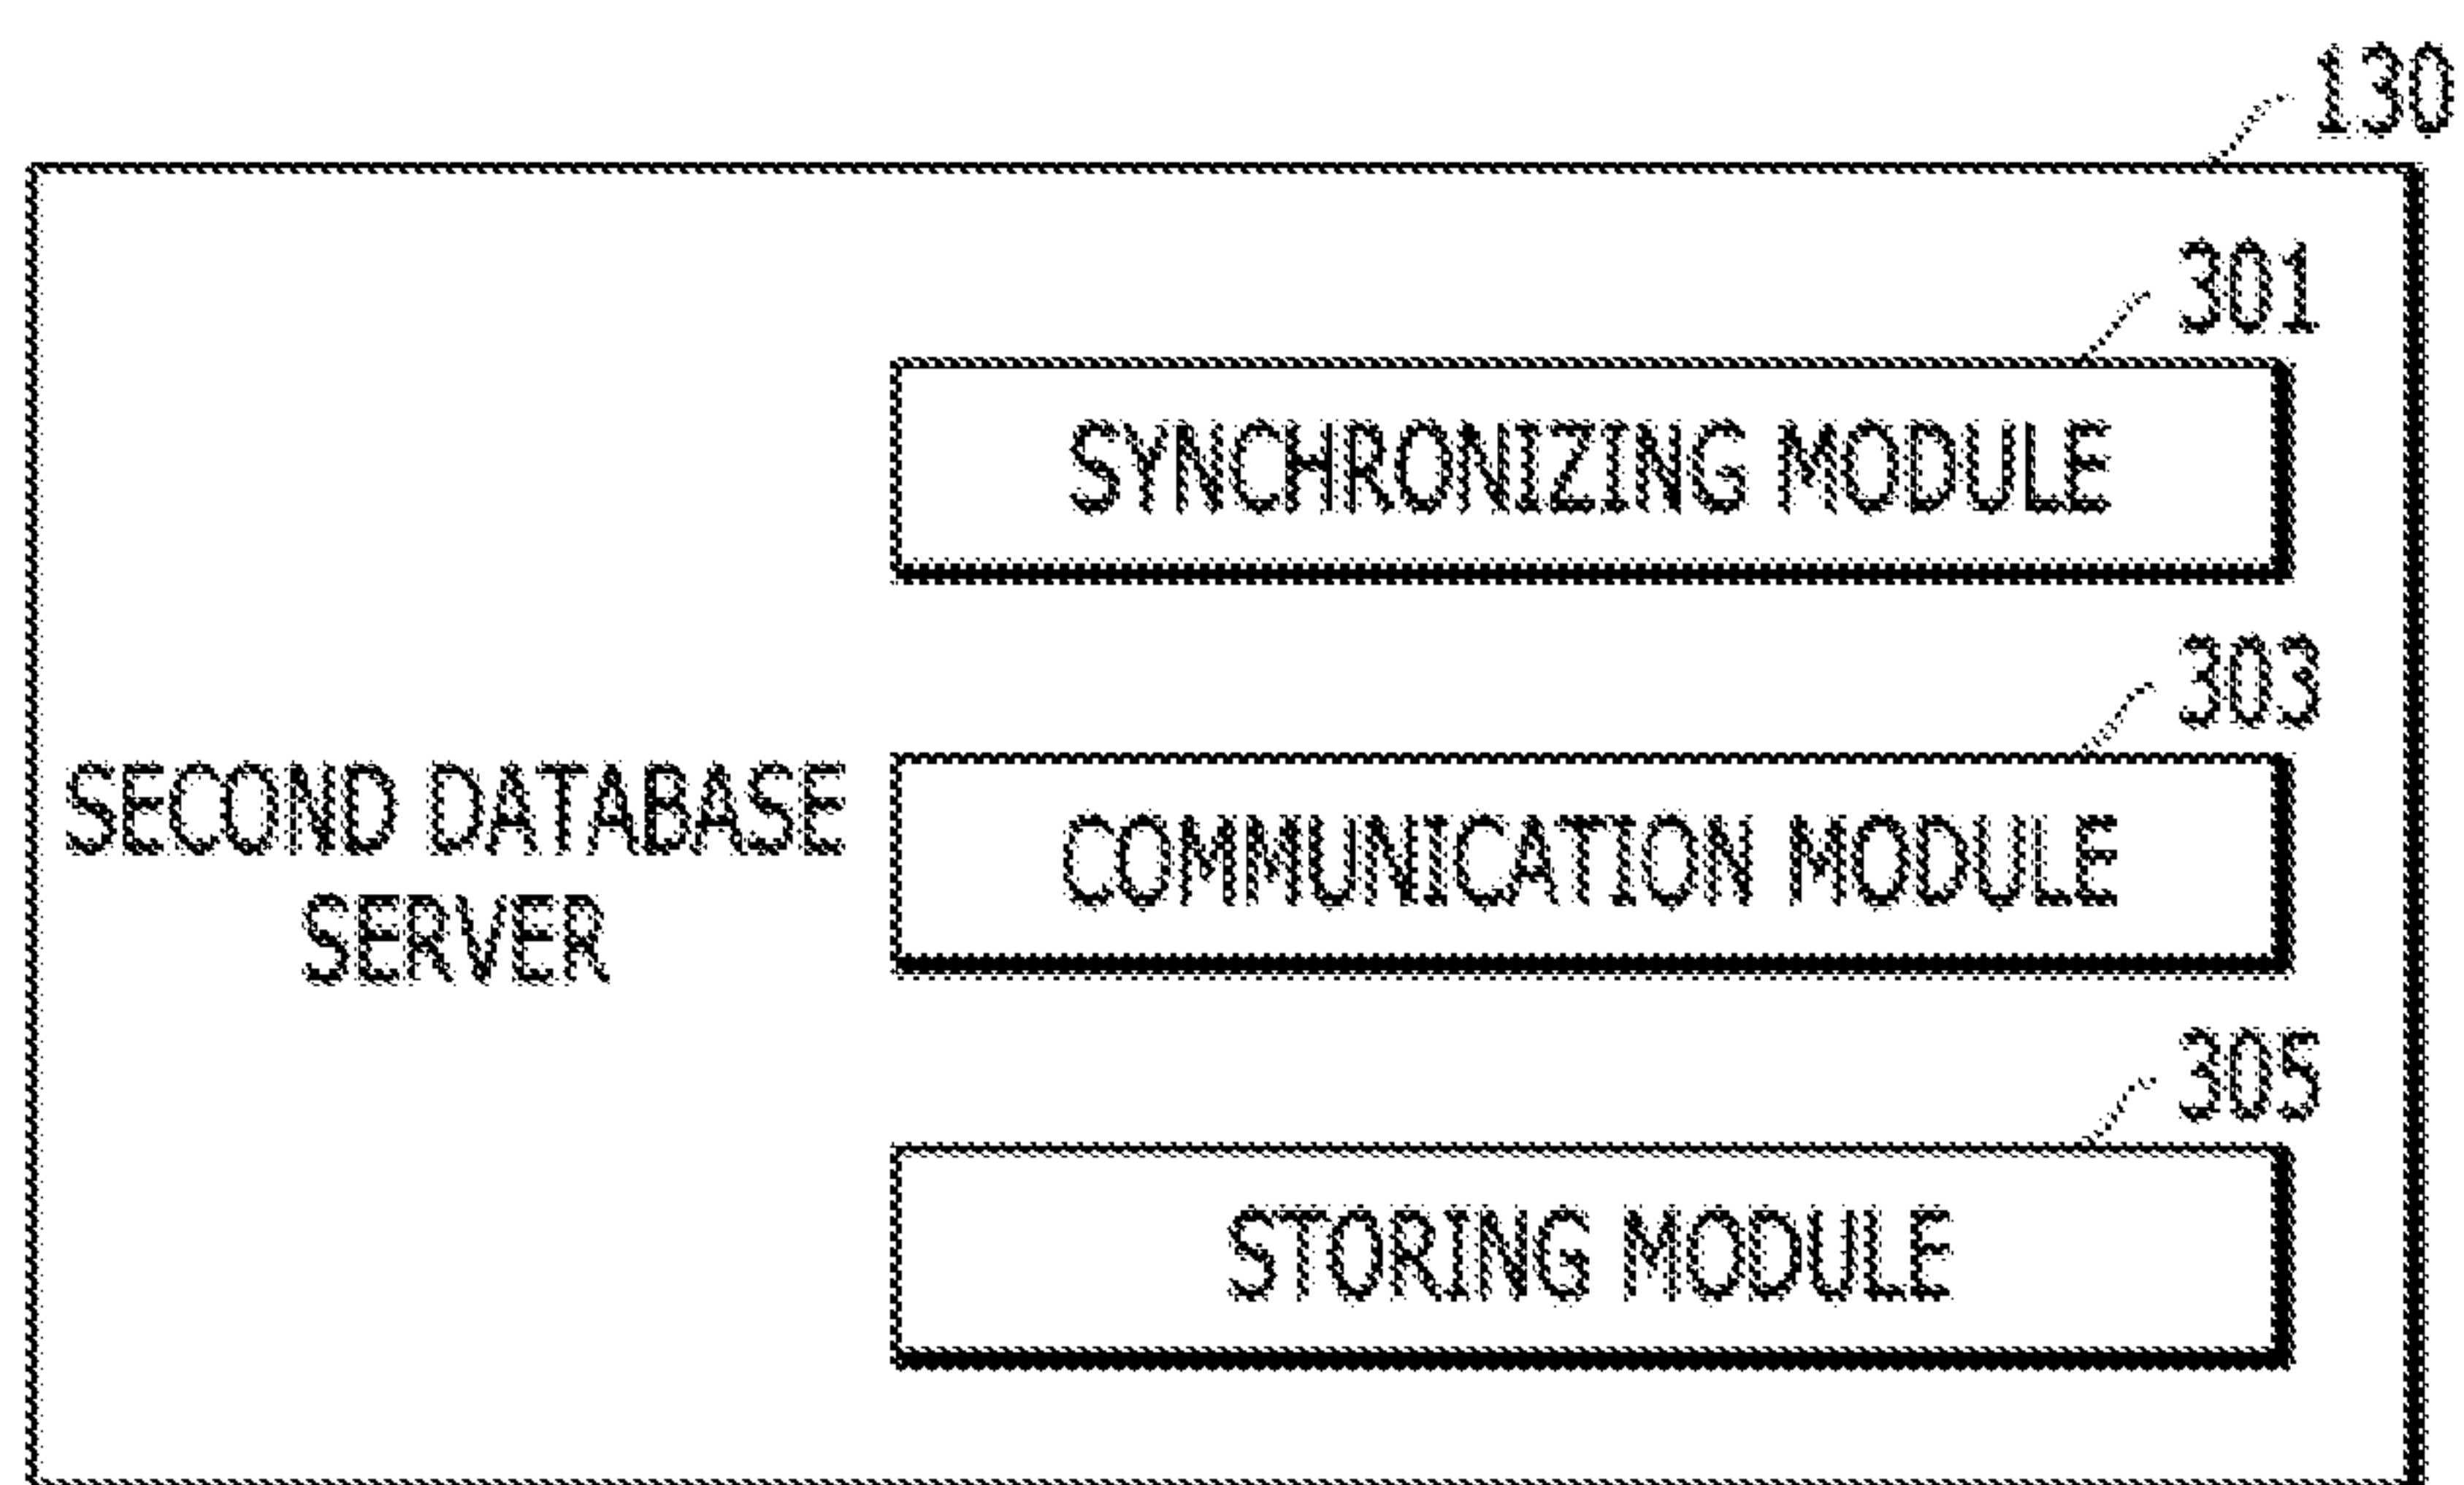 130
301
SYNCHRONIZING MODULE
303
SECOND DATABASE
SERVER
COMMUNICATION MODULE
305
STORING MODULE